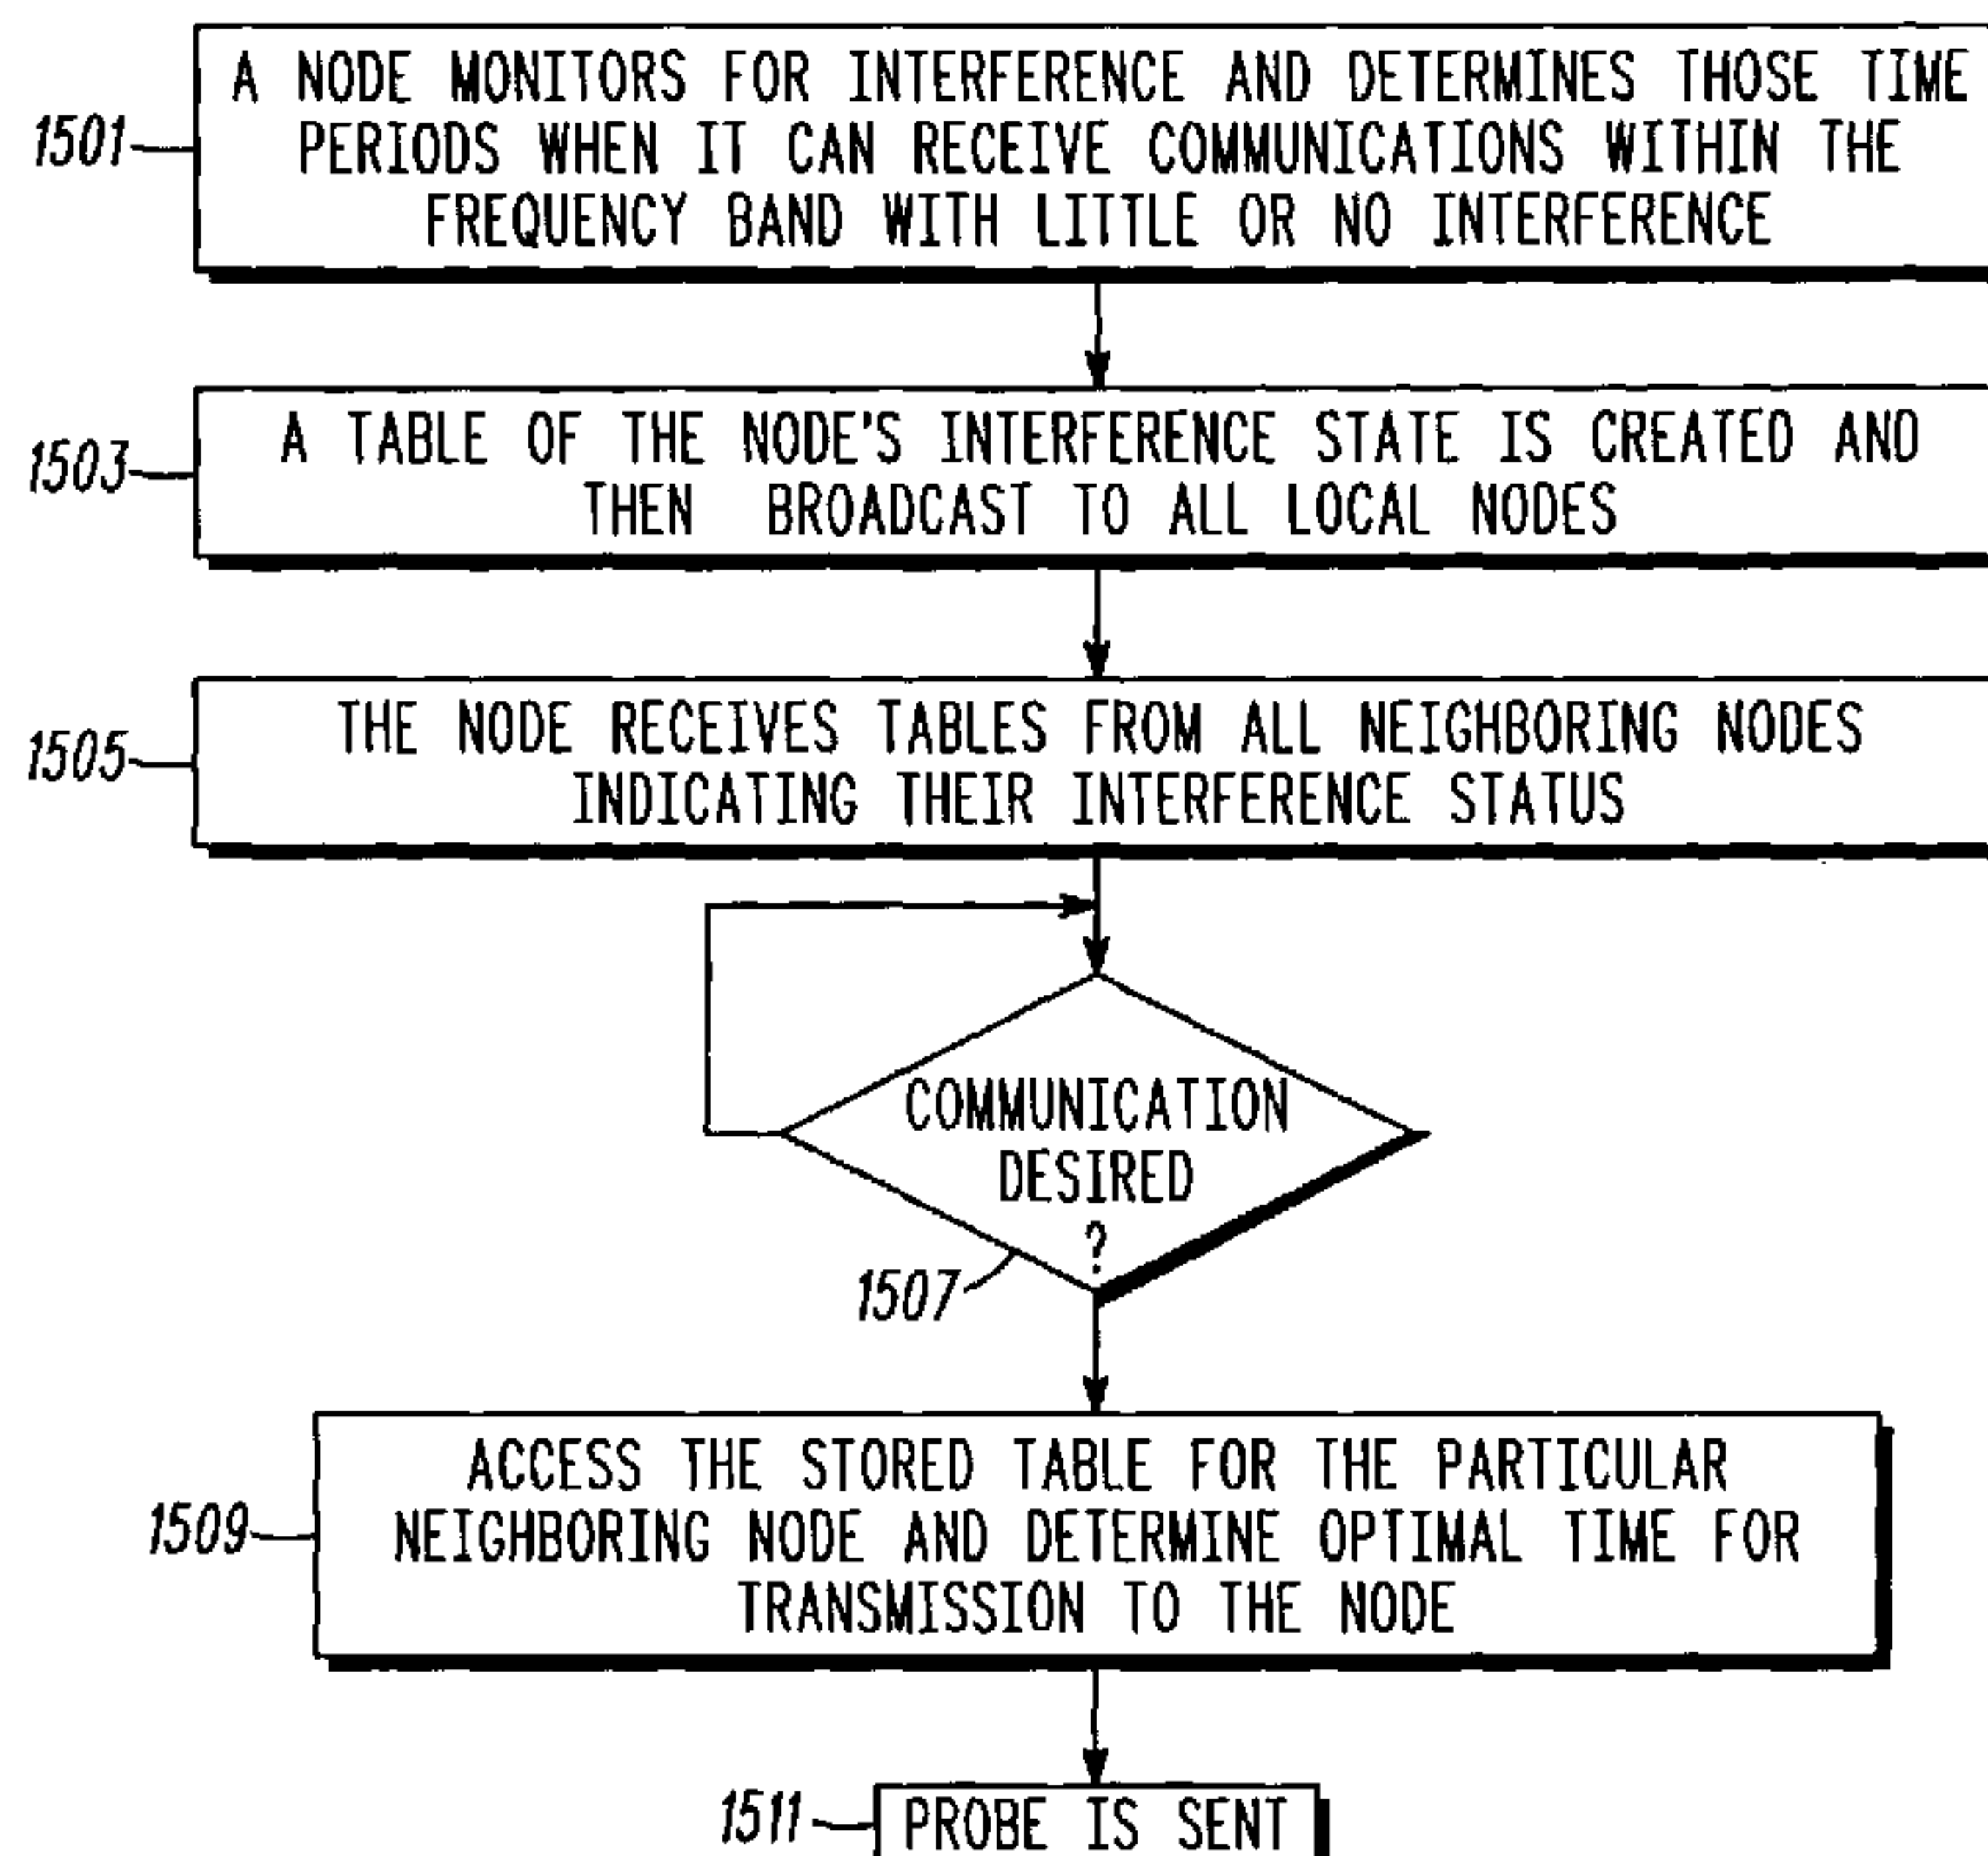 A NODE MONITORS FOR INTERFERENCE AND DETERMINES THOSE TIME
1501
PERIODS WHEN IT CAN RECEIVE COMMUNICATIONS WITHIN THE
FREQUENCY BAND WITH LITTLE OR NO INTERFERENCE
A TABLE OF THE NODE'S INTERFERENCE STATE IS CREATED AND
1503
THEN BROADCAST TO ALL LOCAL NODES
THE NODE RECEIVES TABLES FROM ALL NEIGHBORING NODES
1505
INDICATING THEIR INTERFERENCE STATUS
COMMUNICATION
DESIRED
?
1507
ACCESS THE STORED TABLE FOR THE PARTICULAR
1509
NEIGHBORING NODE AND DETERMINE OPTIMAL TIME FOR
TRANSMISSION TO THE NODE
1511
PROBE IS SENT